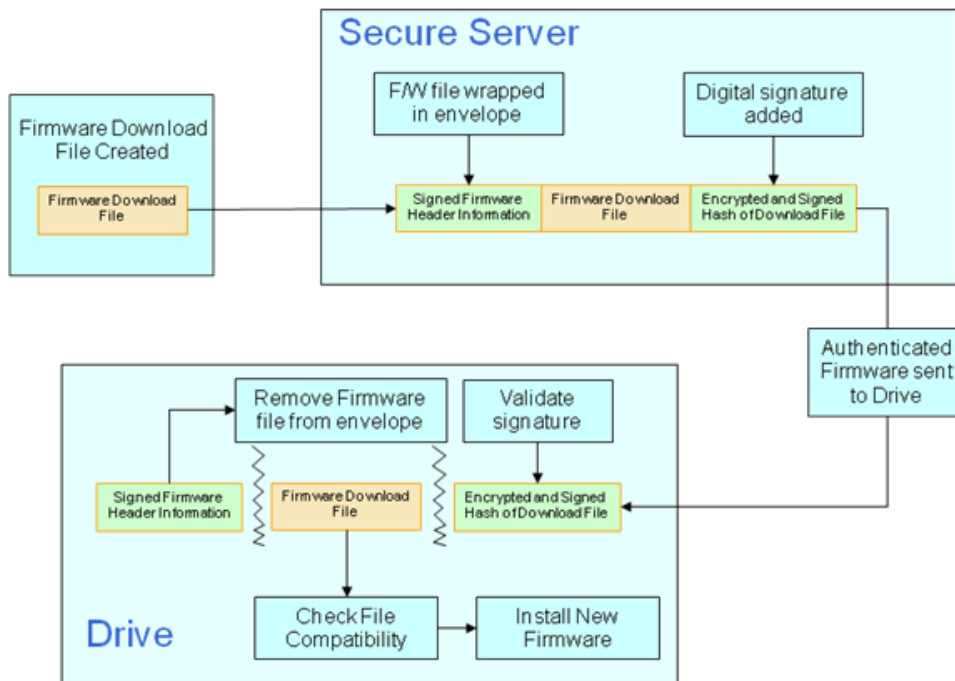 Secure Server
F/W file wrapped
in envelope
Digital signature
added
Firmware Download
File Created
Firmware Download
File
Signed Firmware
Header Information
Firmware Download
File
Encrypted and Signed
Hash of Download File
Authenticated
Firmware sent
to Drive
Remove Firmware
file from envelope
Validate
signature
Signed Firmware
Header Information
Firmware Download
File
Encrypted and Signed
Hash of Download File
Check File
Compatibility
Install New
Firmware
Drive